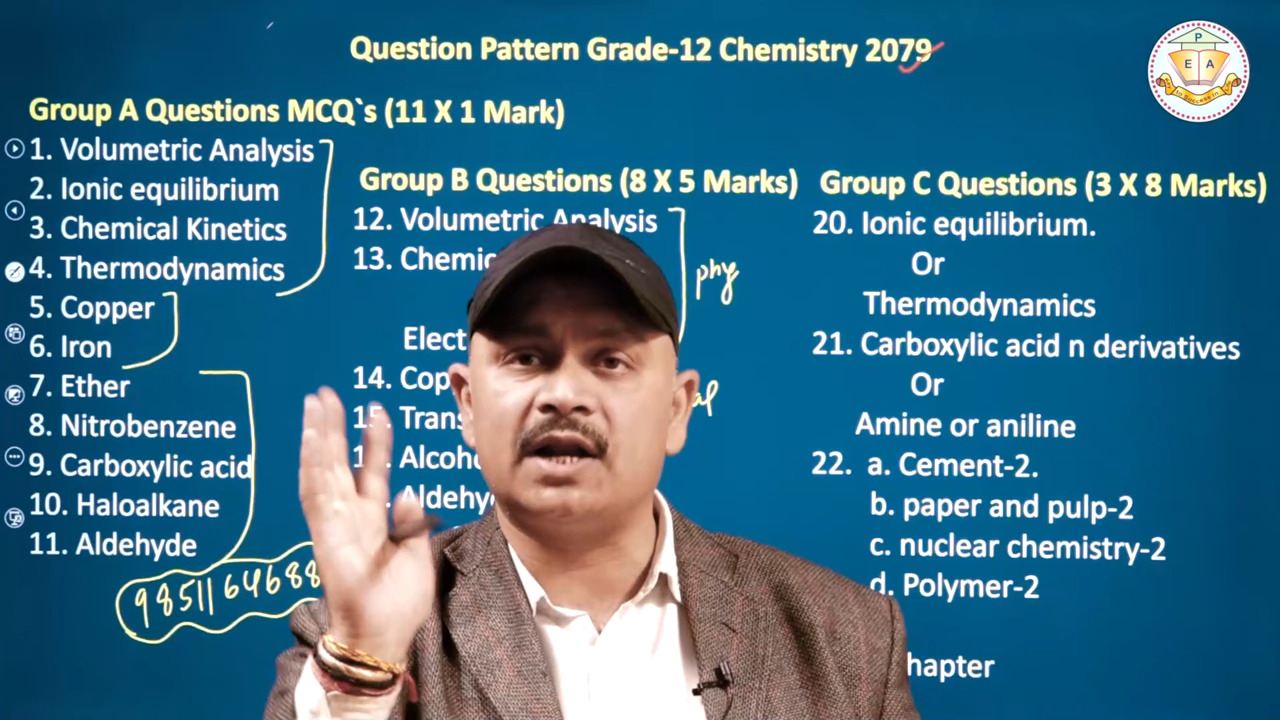 Question Pattern Grade-12 Chemistry 2079
Group A Questions MCQ`s (11 X 1 Mark)
1. Volumetric Analysis
2. Ionic equilibrium
3. Chemical Kinetics
4. Thermodynamics
5. Copper
6. Iron
7. Ether
8. Nitrobenzene
9. Carboxylic acid
10. Haloalkane
11. Aldehyde
9851164688
Group B Questions (8 X 5 Marks)
12. Volumetric Analysis
13. Chemic
Elect
14. Cop
15. Trans
Alcoho
Aldehy
phy
Group C Questions (3 X 8 Marks)
20. Ionic equilibrium.
Or
Thermodynamics
21. Carboxylic acid n derivatives
Or
Amine or aniline
22. a. Cement-2.
b. paper and pulp-2
c. nuclear chemistry-2
d. Polymer-2
hapter
P
E A